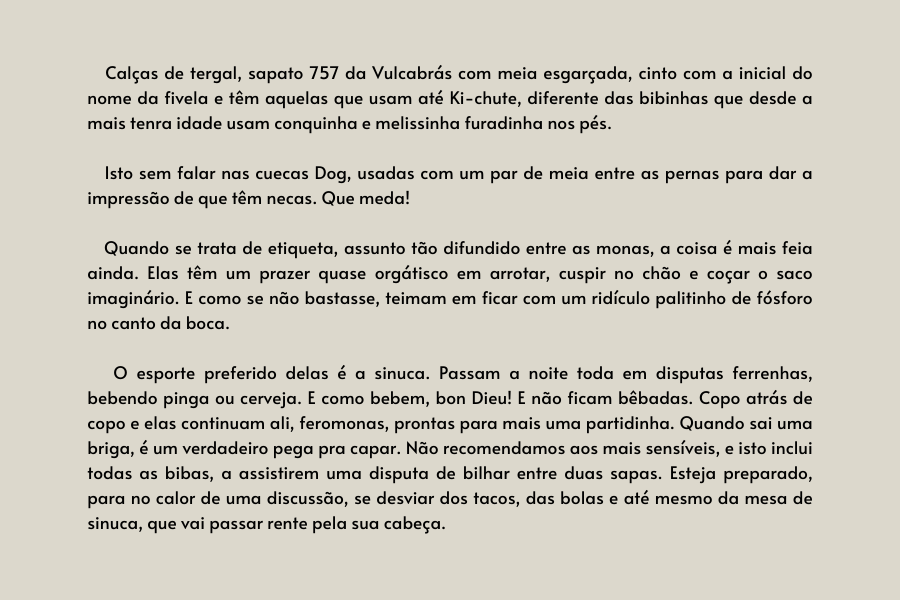 Calças de tergal, sapato 757 da Vulcabrás com meia esgarçada, cinto com a inicial do
nome da fivela e têm aquelas que usam até Ki-chute, diferente das bibinhas que desde a
mais tenra idade usam conquinha e melissinha furadinha nos pés.
Isto sem falar nas cuecas Dog, usadas com um par de meia entre as pernas para dar a
impressão de que têm necas. Que meda!
Quando se trata de etiqueta, assunto tão difundido entre as monas, a coisa é mais feia
ainda. Elas têm um prazer quase orgátisco em arrotar, cuspir no chão e coçar o saco
imaginário. E como se não bastasse, teimam em ficar com um ridículo palitinho de fósforo
no canto da boca.
O esporte preferido delas é a sinuca. Passam a noite toda em disputas ferrenhas,
bebendo pinga ou cerveja. E como bebem, bon Dieu! E não ficam bêbadas. Copo atrás de
copo e elas continuam ali, feromonas, prontas para mais uma partidinha. Quando sai uma
briga, é um verdadeiro pega pra capar. Não recomendamos aos mais sensíveis, e isto inclui
todas as bibas, a assistirem uma disputa de bilhar entre duas sapas. Esteja preparado,
para no calor de uma discussão, se desviar dos tacos, das bolas e até mesmo da mesa de
sinuca, que vai passar rente pela sua cabeça.